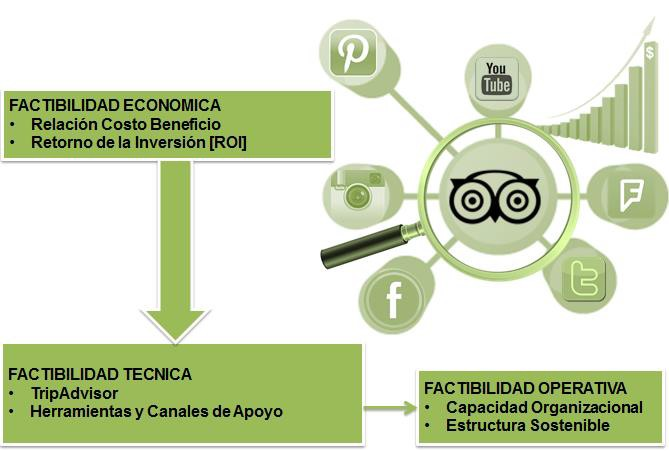 You
Tube
$
FACTIBILIDAD ECONOMICA
• Relación Costo Beneficio
• Retorno de la Inversión [ROI]
FACTIBILIDAD TECNICA
• TripAdvisor
• Herramientas y Canales de Apoyo
FACTIBILIDAD OPERATIVA
• Capacidad Organizacional
• Estructura Sostenible